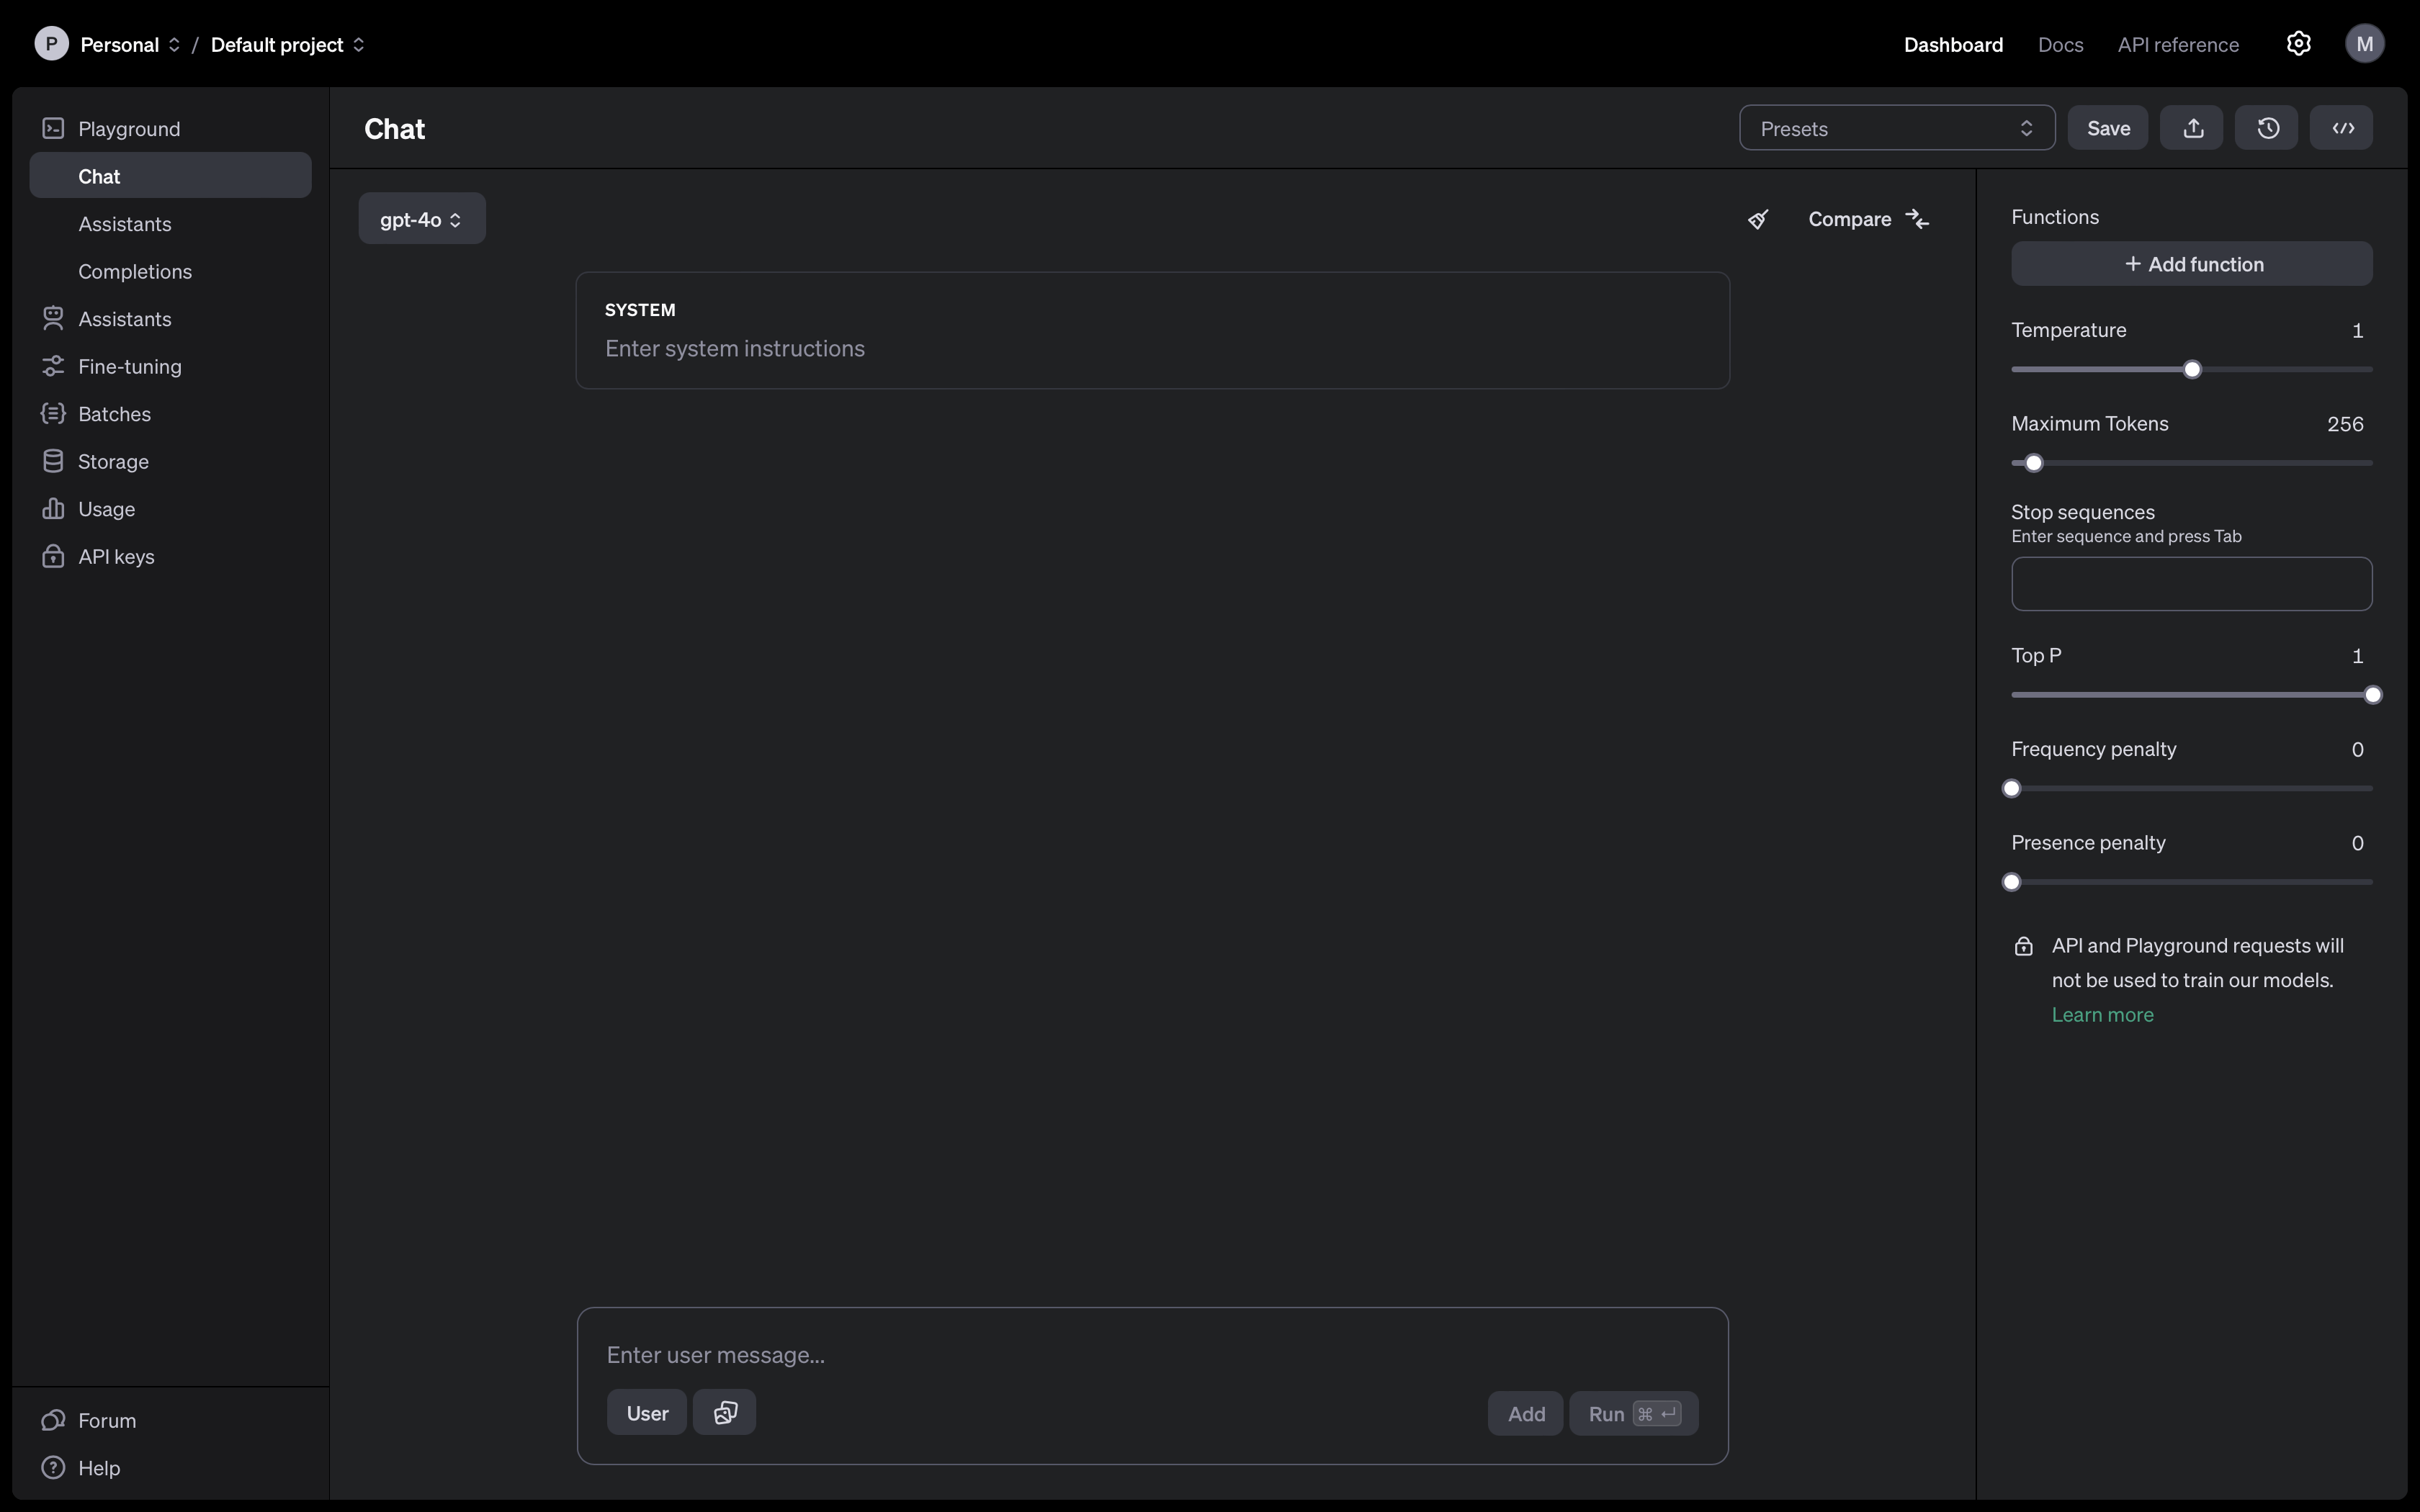 P Personal / Default project
Dashboard Docs API reference M
Playground
Chat
Assistants
Completions
Assistants
Fine-tuning
Batches
Storage
Usage
API keys
Forum
Help
Chat
Presets Save
gpt-4o
Compare
SYSTEM
Enter system instructions
Enter user message...
User
Add Run ⌘ ↵
Functions
+ Add function
Temperature 1
Maximum Tokens 256
Stop sequences
Enter sequence and press Tab
Top P 1
Frequency penalty 0
Presence penalty 0
API and Playground requests will
not be used to train our models.
Learn more